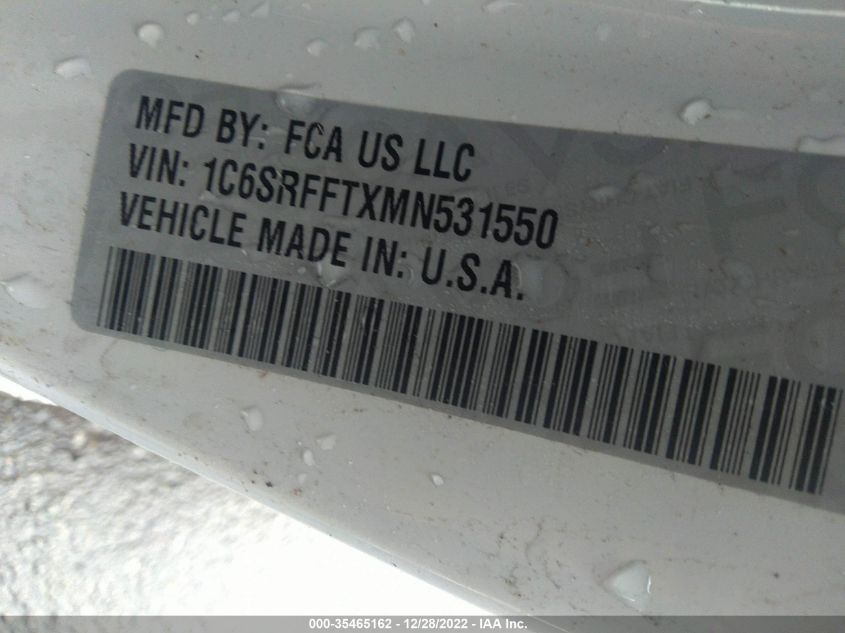 MFD BY: FCA US LLC
VIN: 1C6SRFFTXMN531550
VEHICLE MADE IN: U.S.A.
000-35465162 - 12/28/2022 - IAA Inc.